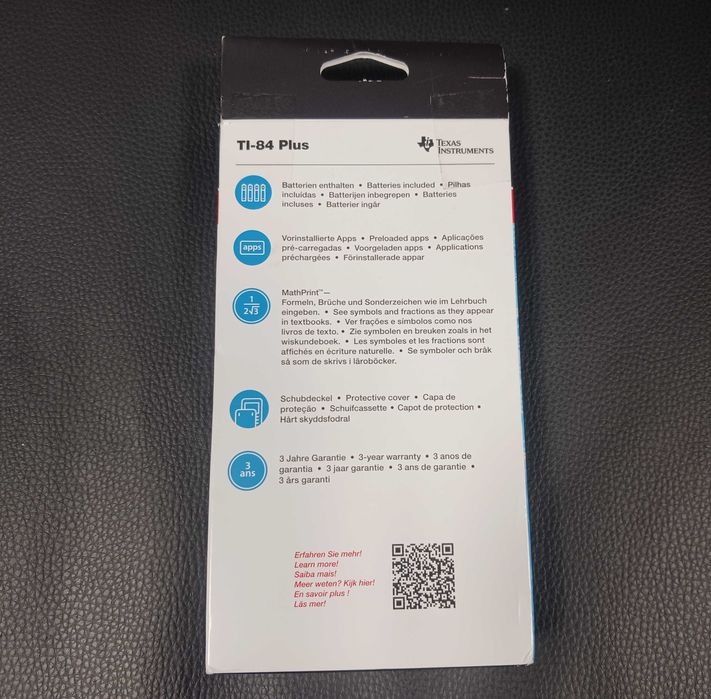 TI-84 Plus
TEXAS
INSTRUMENTS
Batterien enthalten • Batteries included • Pilhas
incluídas • Batterijen inbegrepen • Batteries
incluses • Batterier ingår
apps
Vorinstallierte Apps • Preloaded apps • Aplicações
pré-carregadas • Voorgeladen apps • Applications
préchargées • Förinstallerade appar
1
2√3
MathPrint™—
Formeln, Brüche und Sonderzeichen wie im Lehrbuch
eingeben. • See symbols and fractions as they appear
in textbooks. • Ver frações e símbolos como nos
livros de texto. • Zie symbolen en breuken zoals in het
wiskundeboek. • Les symboles et les fractions sont
affichés en écriture naturelle. • Se symboler och bråk
så som de skrivs i läroböcker.
Schubdeckel • Protective cover • Capa de
proteção • Schuifcassette • Capot de protection •
Hårt skyddsfodral
3
ans
3 Jahre Garantie • 3-year warranty • 3 anos de
garantia • 3 jaar garantie • 3 ans de garantie •
3 års garanti
Erfahren Sie mehr!
Learn more!
Saiba mais!
Meer weten? Kijk hier!
En savoir plus !
Läs mer!